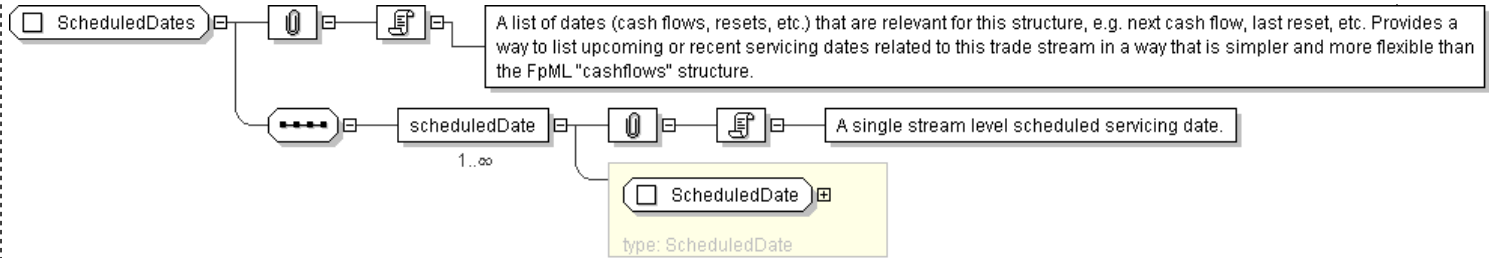 ScheduledDates
A list of dates (cash flows, resets, etc.) that are relevant for this structure, e.g. next cash flow, last reset, etc. Provides a
way to list upcoming or recent servicing dates related to this trade stream in a way that is simpler and more flexible than
the FpML "cashflows" structure.
scheduledDate
1..∞
A single stream level scheduled servicing date.
ScheduledDate
type: ScheduledDate